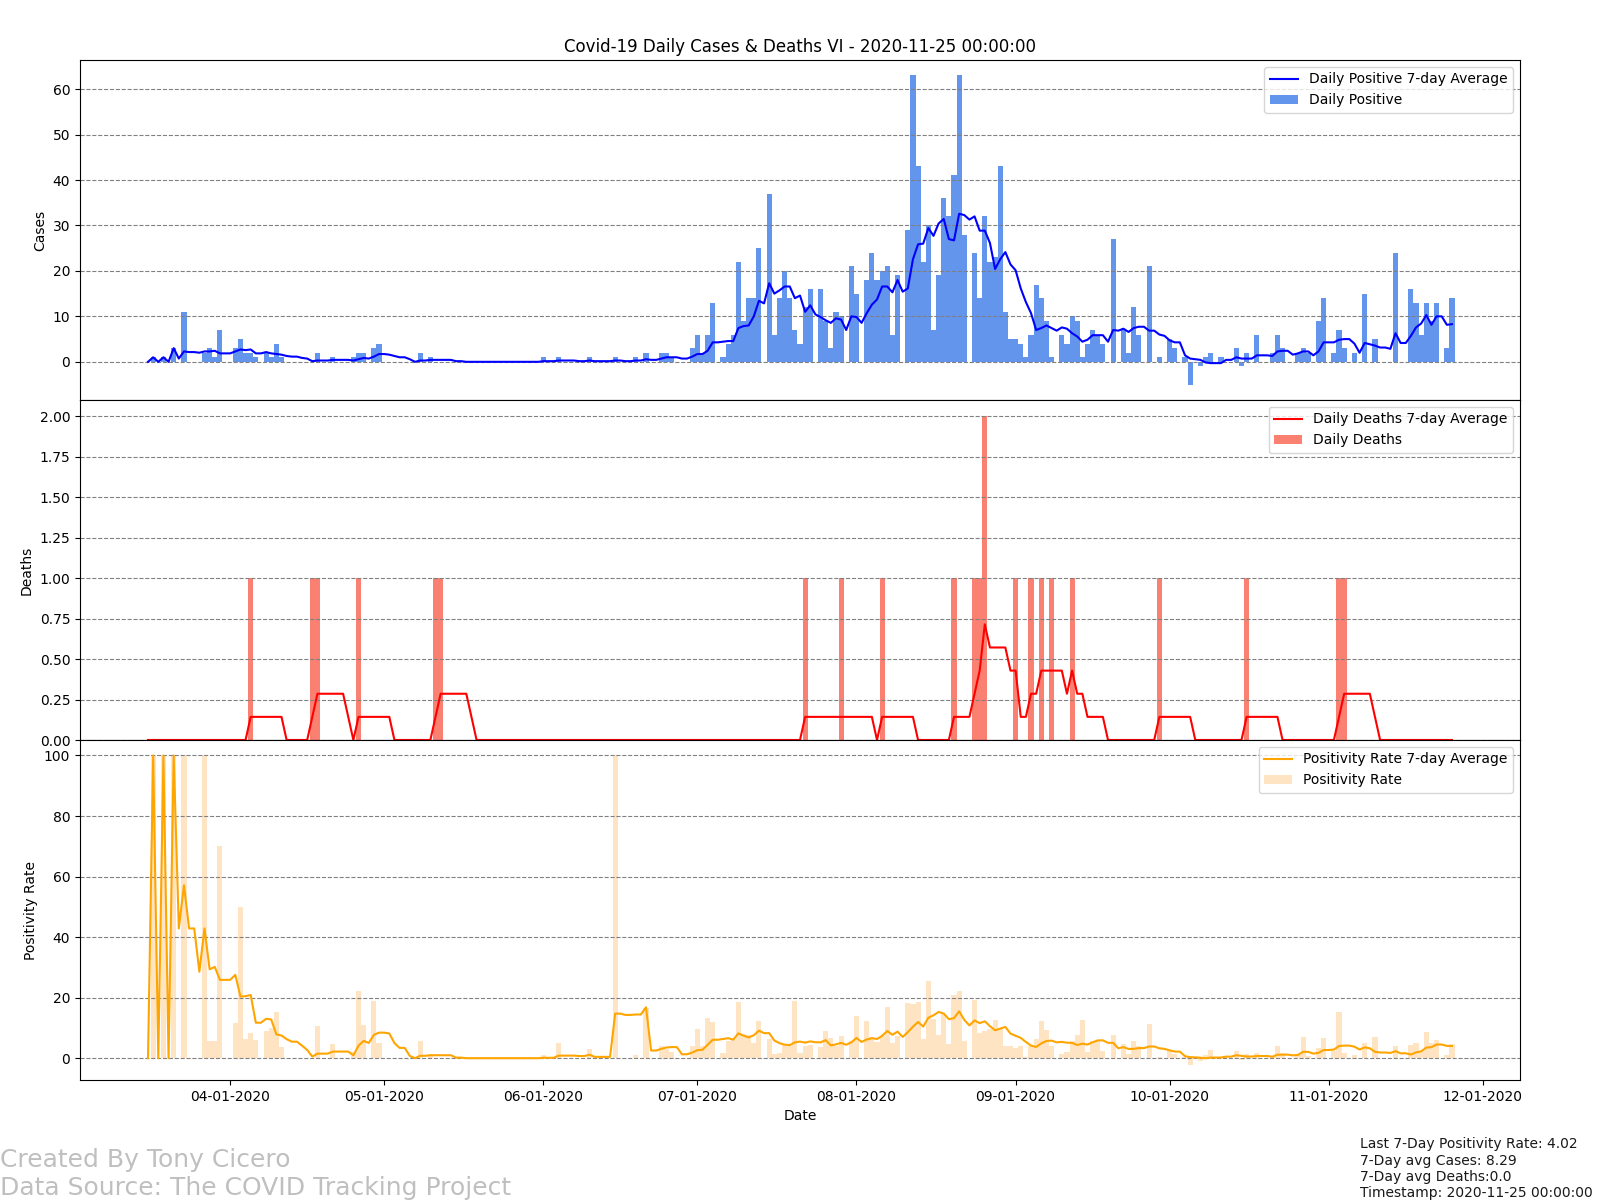 Covid-19 Daily Cases & Deaths VI - 2020-11-25 00:00:00
Daily Positive 7-day Average
Daily Positive
60
50
40
30
20
10
0
Cases
Daily Deaths 7-day Average
Daily Deaths
2.00
1.75
1.50
1.25
1.00
0.75
0.50
0.25
0.00
Deaths
Positivity Rate 7-day Average
Positivity Rate
100
80
60
40
20
0
Positivity Rate
04-01-2020 05-01-2020 06-01-2020 07-01-2020 08-01-2020 09-01-2020 10-01-2020 11-01-2020 12-01-2020
Date
Created By Tony Cicero
Data Source: The COVID Tracking Project
Last 7-Day Positivity Rate: 4.02
7-Day avg Cases: 8.29
7-Day avg Deaths:0.0
Timestamp: 2020-11-25 00:00:00